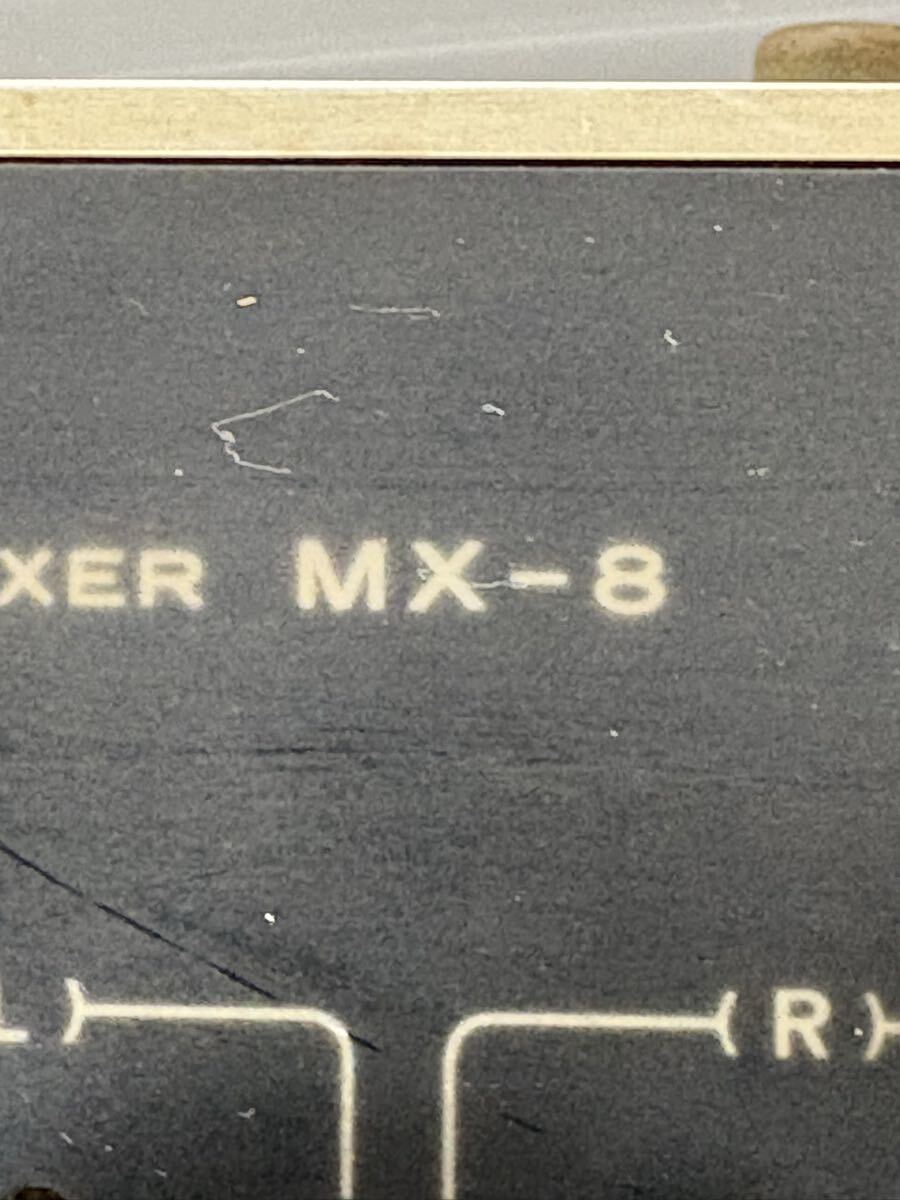 XER MX-8
L) (R)